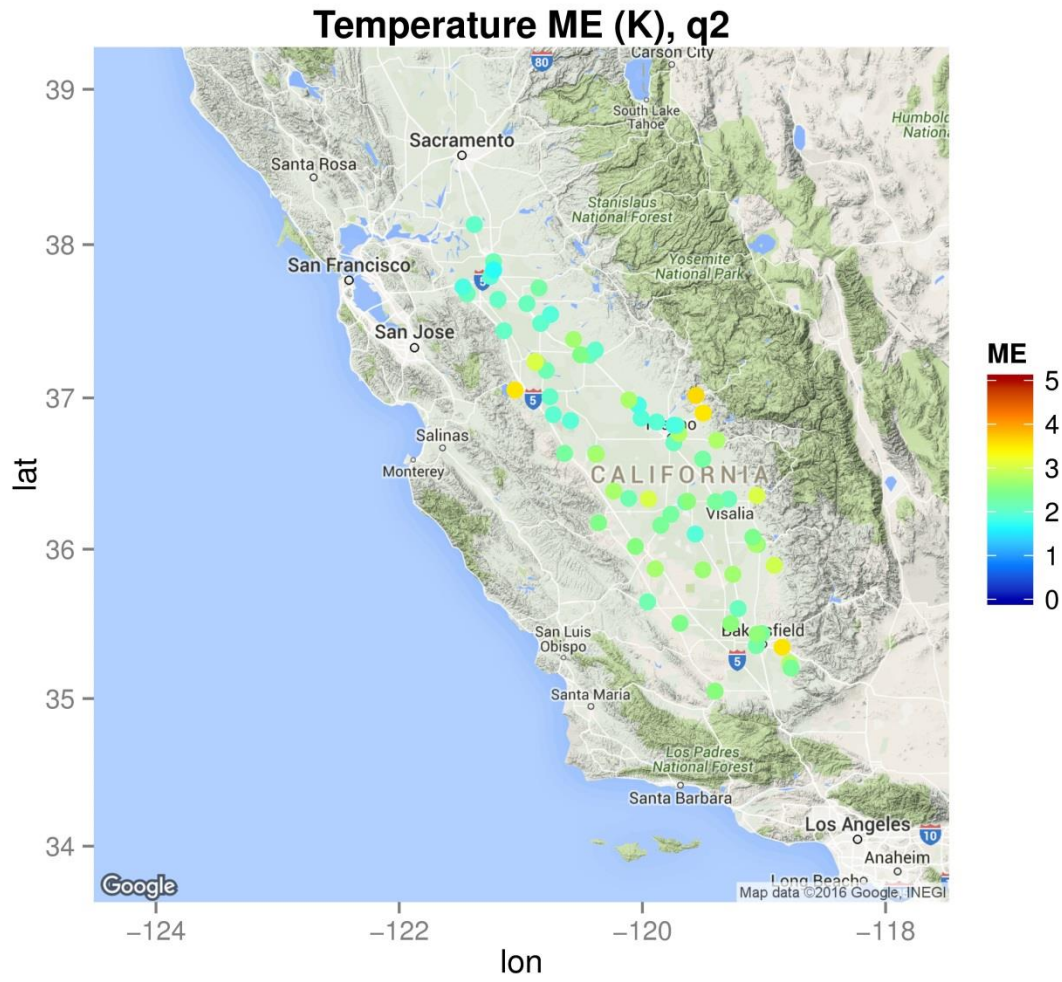 Temperature ME (K), q2
39
38
37
36
35
34
lat
−124
−122
−120
−118
lon
80
Carson City
South Lake
Tahoe
Sacramento
Santa Rosa
Stanislaus
National Forest
Yosemite
National Park
San Francisco
5
San Jose
5
Salinas
Monterey
CALIFORNIA
Visalia
San Luis
Obispo
5
Santa Maria
Los Padres
National Forest
Santa Barbara
Los Angeles
10
Anaheim
Long Beach
Google
Map data ©2016 Google, INEGI
ME
5
4
3
2
1
0